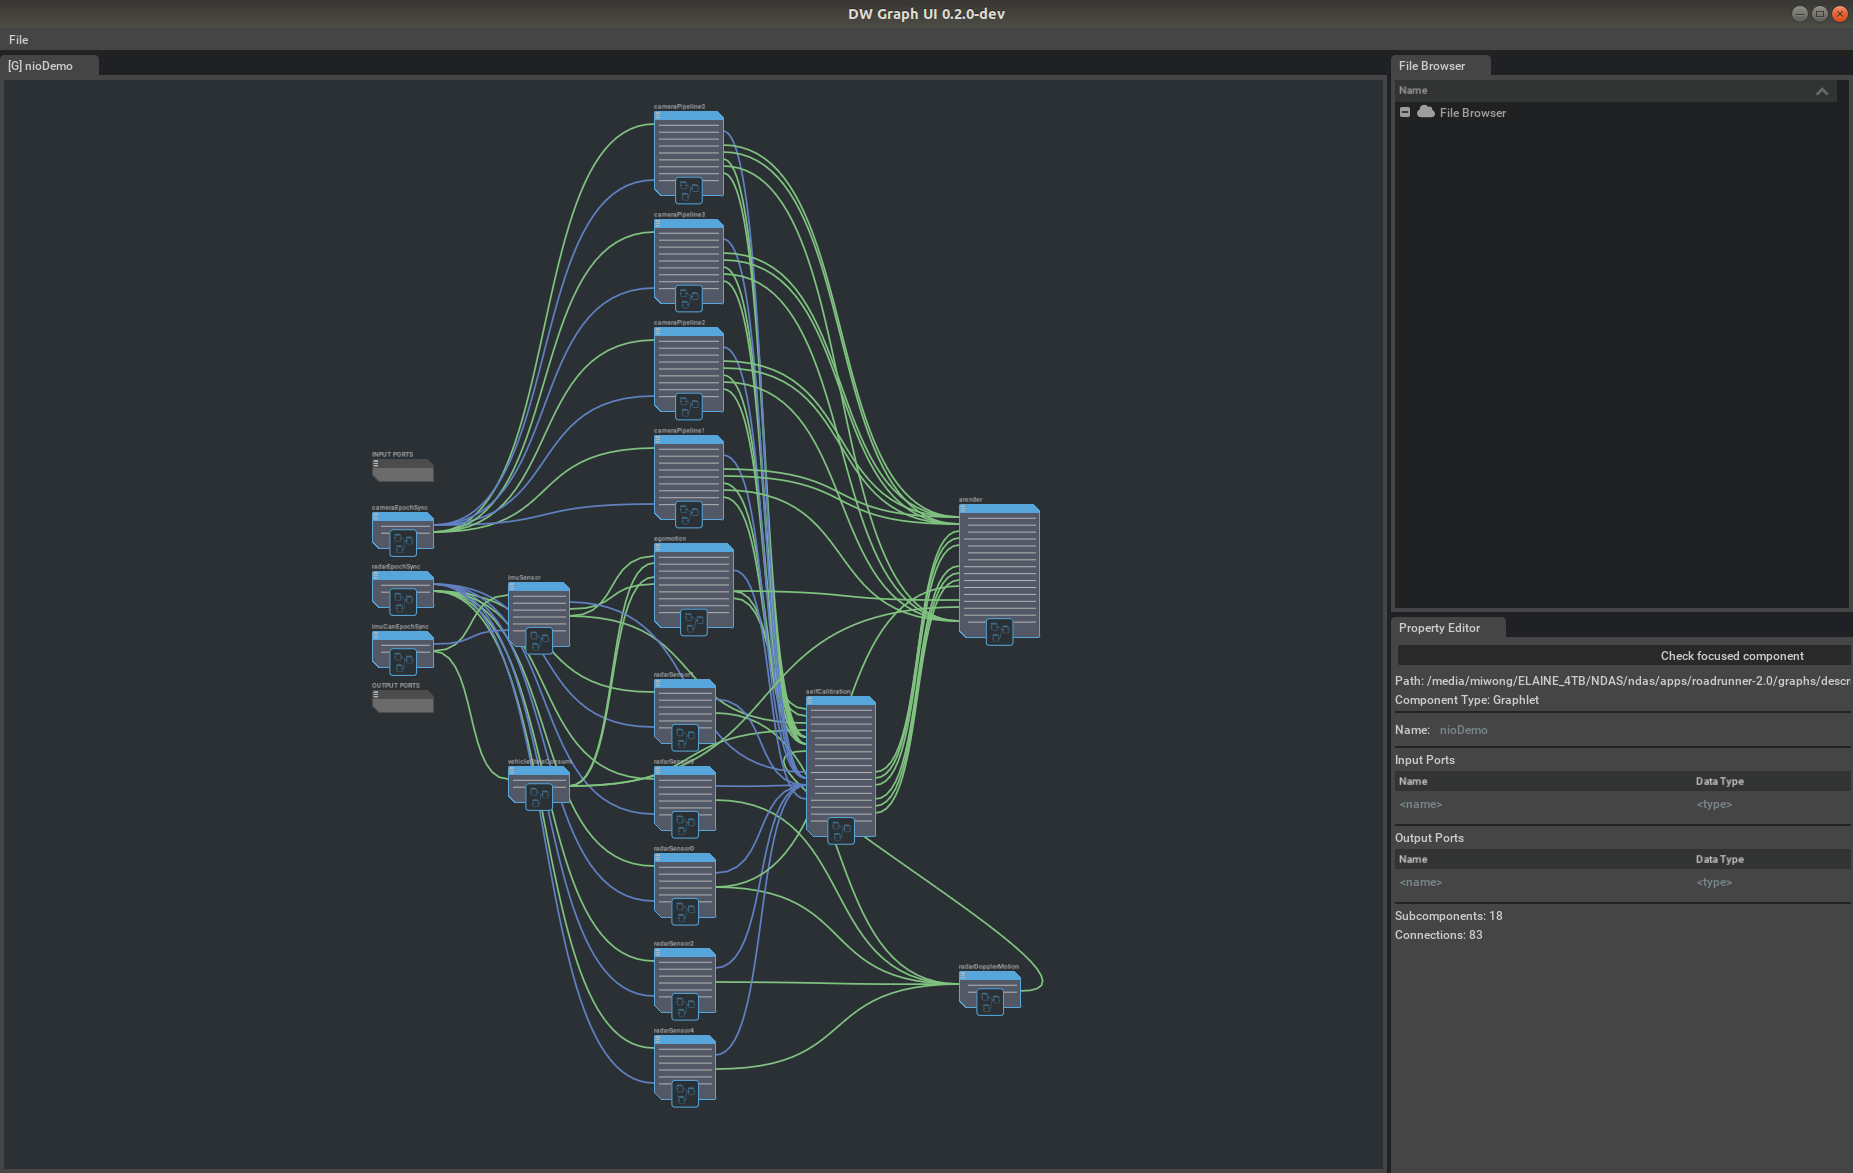 DW Graph UI 0.2.0-dev
File
[G] nioDemo
cameraPipeline0
cameraPipeline3
cameraPipeline2
cameraPipeline1
INPUT PORTS
cameraEpochSync
radarEpochSync
imuCanEpochSync
OUTPUT PORTS
imuSensor
egomotion
arender
selfCalibration
radarSensor0
radarSensor2
radarSensor4
radarDopplerMotion
File Browser
Name
File Browser
Property Editor
Check focused component
Path: /media/miwong/ELAINE_4TB/NDAS/ndas/apps/roadrunner-2.0/graphs/descr
Component Type: Graphlet
Name: nioDemo
Input Ports
Name Data Type
<name> <type>
Output Ports
Name Data Type
<name> <type>
Subcomponents: 18
Connections: 83